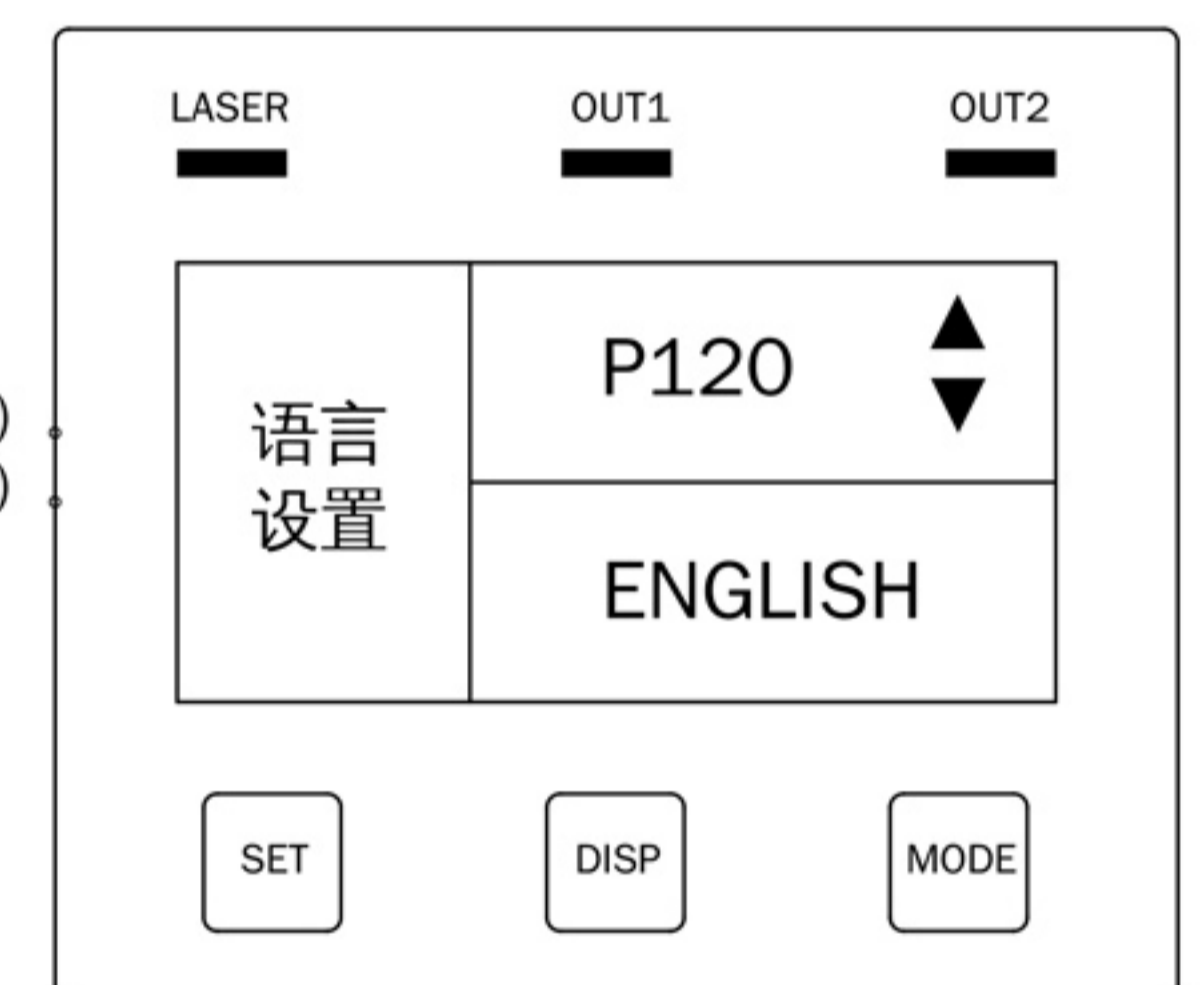 LASER OUT1 OUT2
语言
设置
P120
ENGLISH
SET DISP MODE